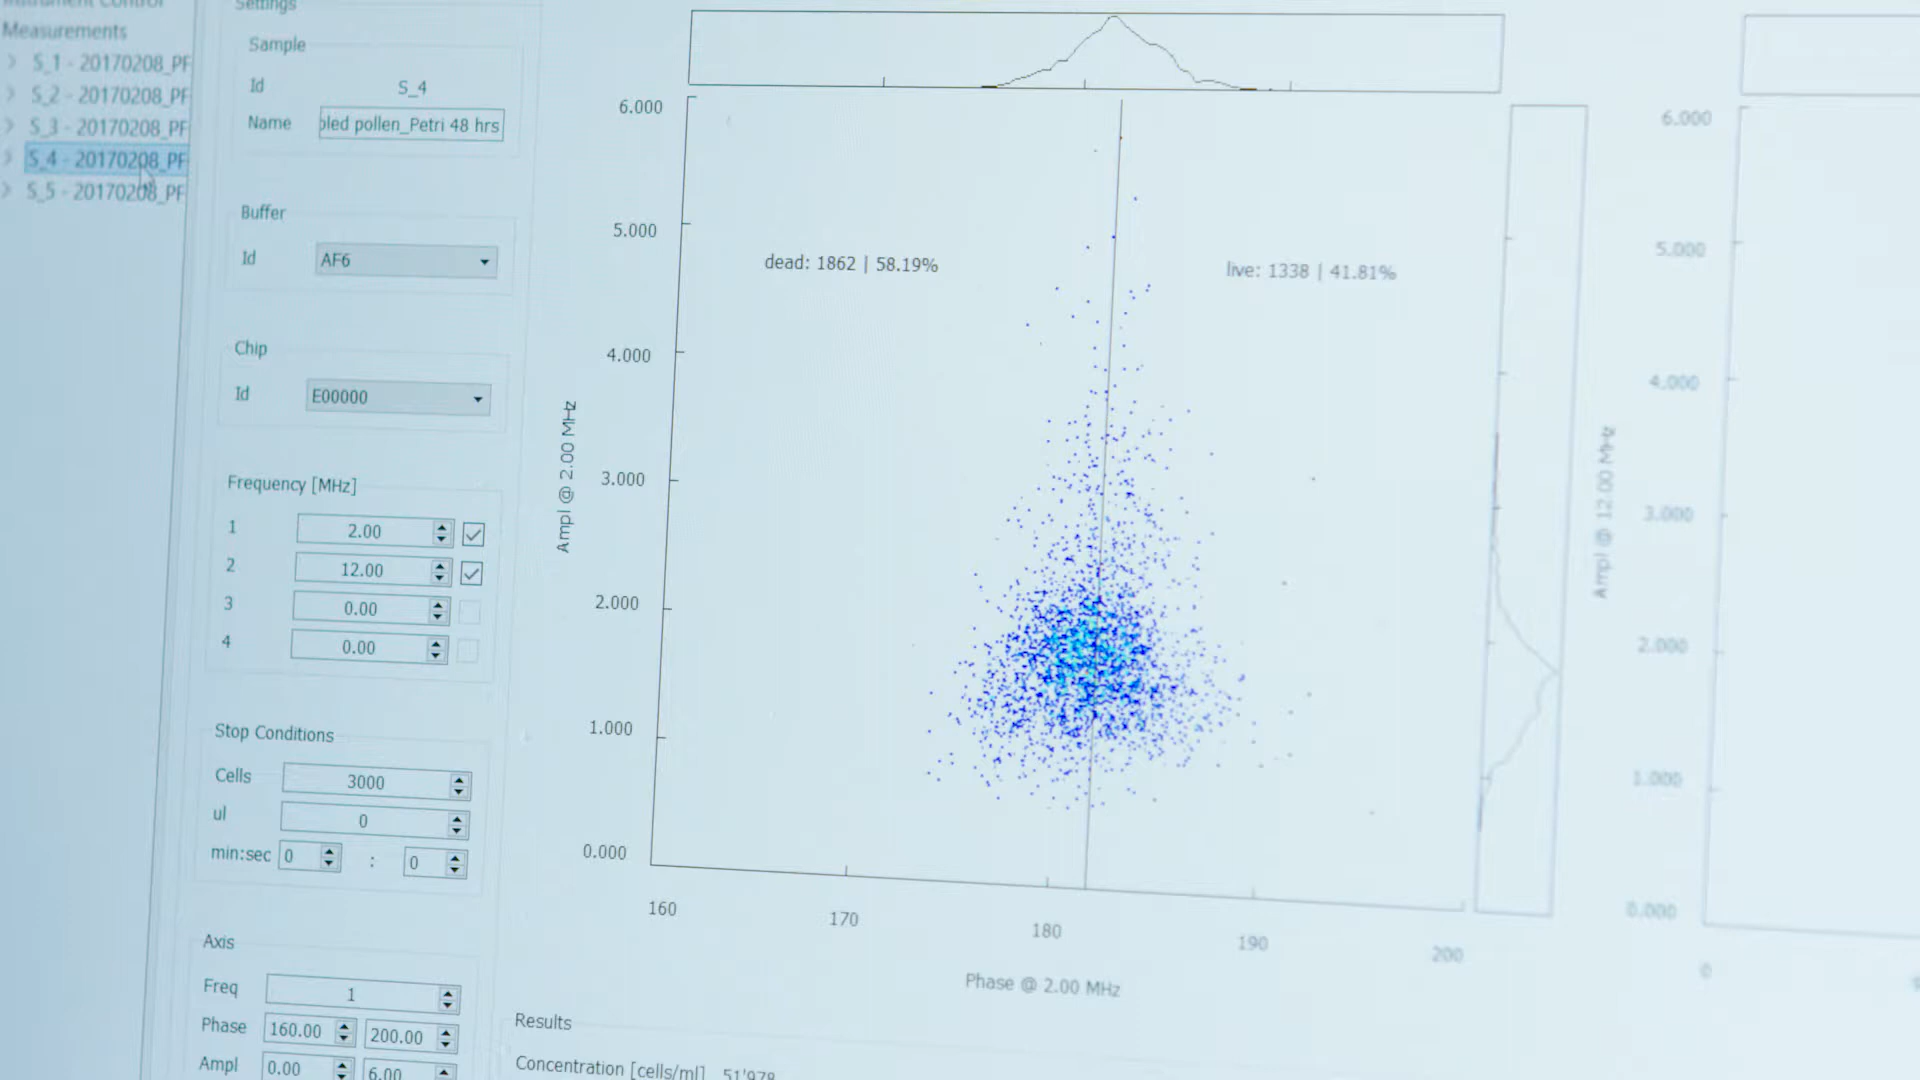 Instrument Control
Measurements
S_1 - 20170208_PF
S_2 - 20170208_PF
S_3 - 20170208_PF
S_4 - 20170208_PF
S_5 - 20170208_PF
Settings
Sample
Id S_4
Name oled pollen_Petri 48 hrs
Buffer
Id AF6
Chip
Id E00000
Frequency [MHz]
1 2.00
2 12.00
3 0.00
4 0.00
Stop Conditions
Cells 3000
ul 0
min:sec 0 : 0
Axis
Freq 1
Phase 160.00 200.00
Ampl 0.00 6.00
6.000
5.000
4.000
3.000
2.000
1.000
0.000
Ampl @ 2.00 MHz
dead: 1862 | 58.19%
live: 1338 | 41.81%
160 170 180 190 200
Phase @ 2.00 MHz
Results
Concentration [cells/ml] 51'978
6.000
5.000
4.000
3.000
2.000
1.000
0.000
Ampl @ 12.00 MHz
0